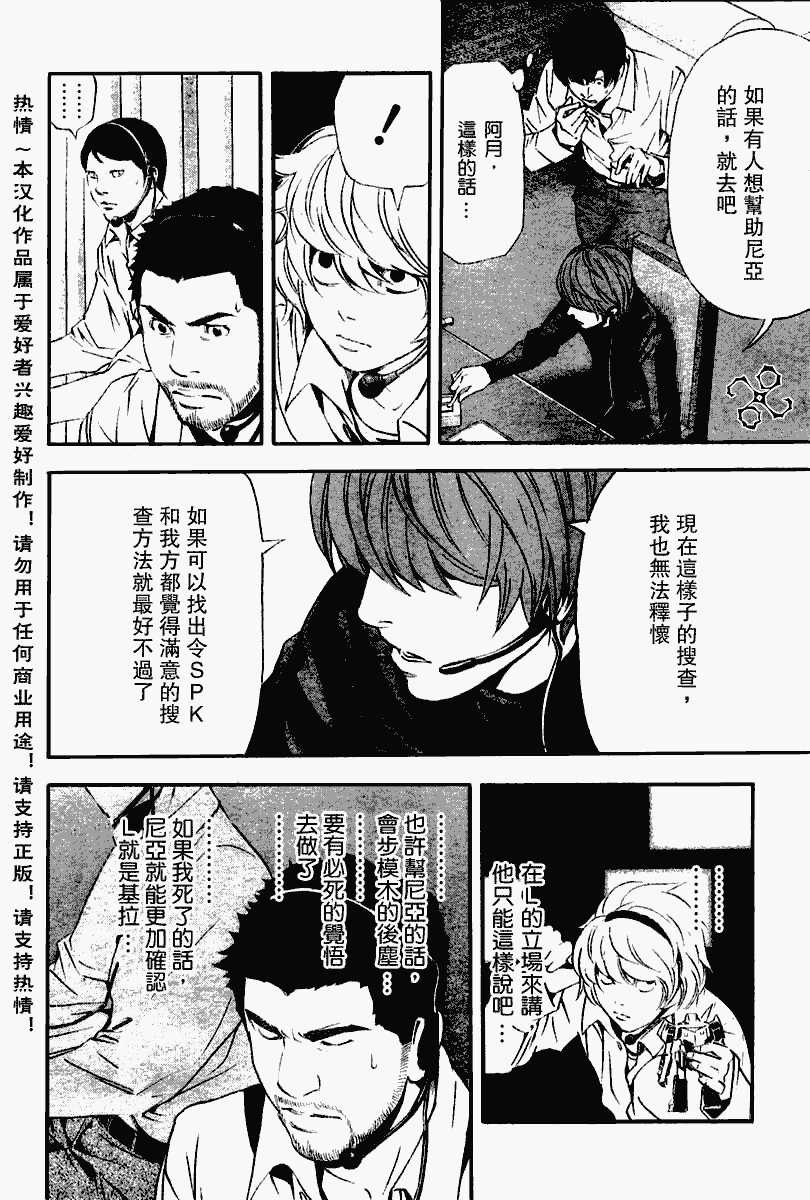 如果有人想幫助尼亞
的話，就去吧
阿月，
這樣的話…
！
……
現在這樣子的搜查，
我也無法釋懷
如果可以找出令SPK
和我方都覺得滿意的搜
查方法就最好不過了
………
在L的立場來講，
他只能這樣說吧…
………
也許幫尼亞的話，
會步模木的後塵…
………
要有必死的覺悟
去做了
………
如果我死了的話，
尼亞就能更加確認
L就是基拉…
热情～本汉化作品属于爱好者兴趣爱好制作！请勿用于任何商业用途！请支持正版！请支持热情！